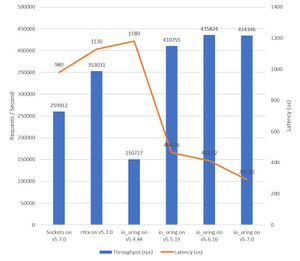 500000
450000
400000
350000
300000
250000
200000
150000
100000
50000
0
Requests / Second
1400
1200
1000
800
600
400
200
0
Latency (us)
980
1130
1180
259912
353031
150727
410755
435824
434346
Sockets on v5.7.0
rhtx on v5.7.0
io_uring on v5.4.44
io_uring on v5.5.19
io_uring on v5.6.16
io_uring on v5.7.0
Throughput (rps)
Latency (us)